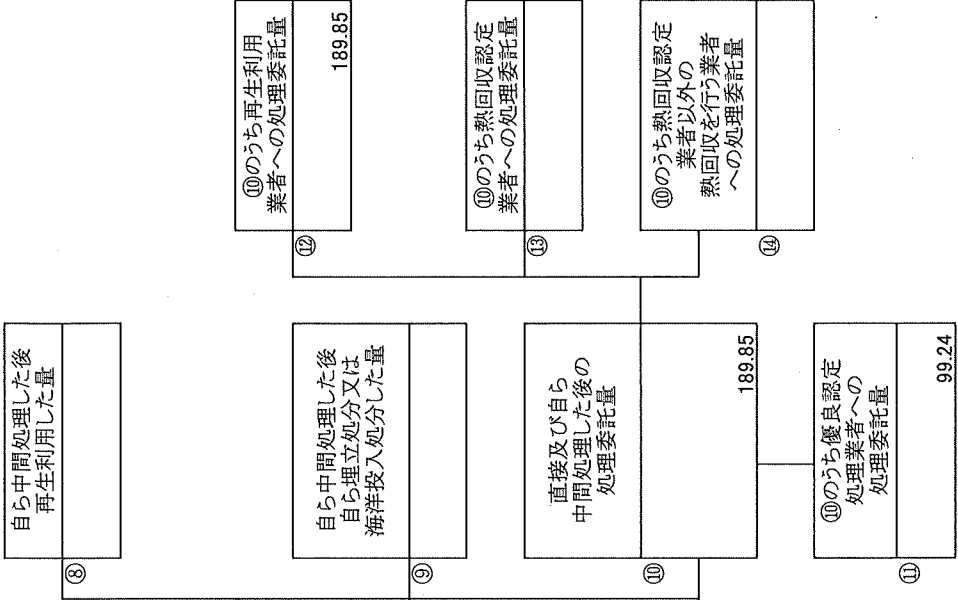 ⑧
自ら中間処理した後
再生利用した量
⑨
自ら中間処理した後
自ら埋立処分又は
海洋投入処分した量
⑩
直接及び自ら
中間処理した後の
処理委託量
189.85
⑪
⑩のうち優良認定
処理業者への
処理委託量
99.24
⑫
⑩のうち再生利用
業者への処理委託量
189.85
⑬
⑩のうち熱回収認定
業者への処理委託量
⑭
⑩のうち熱回収認定
業者以外の
熱回収を行う業者
への処理委託量